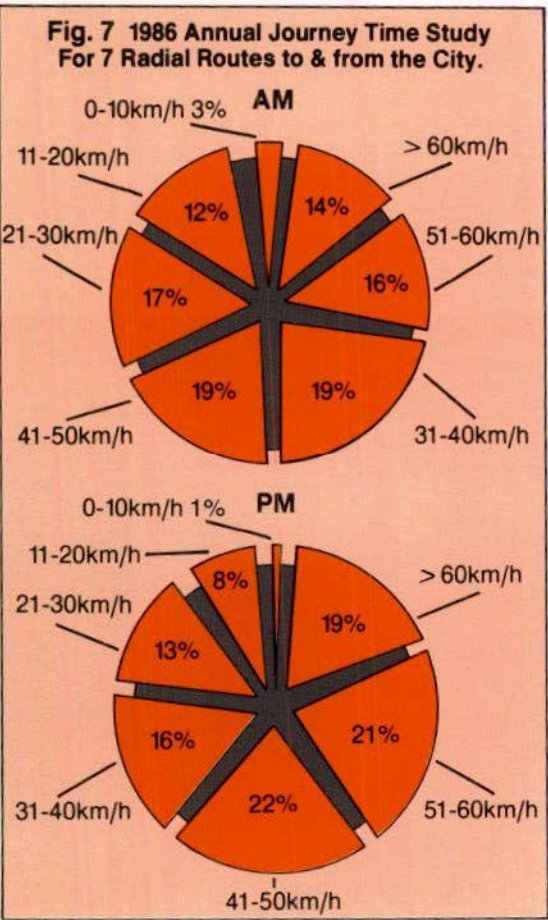 Fig. 7 1986 Annual Journey Time Study
For 7 Radial Routes to & from the City.
AM
0-10km/h 3%
11-20km/h
> 60km/h
12%
14%
21-30km/h
51-60km/h
17%
16%
19%
19%
41-50km/h
31-40km/h
PM
0-10km/h 1%
11-20km/h
8%
> 60km/h
21-30km/h
19%
13%
16%
21%
31-40km/h
22%
51-60km/h
41-50km/h